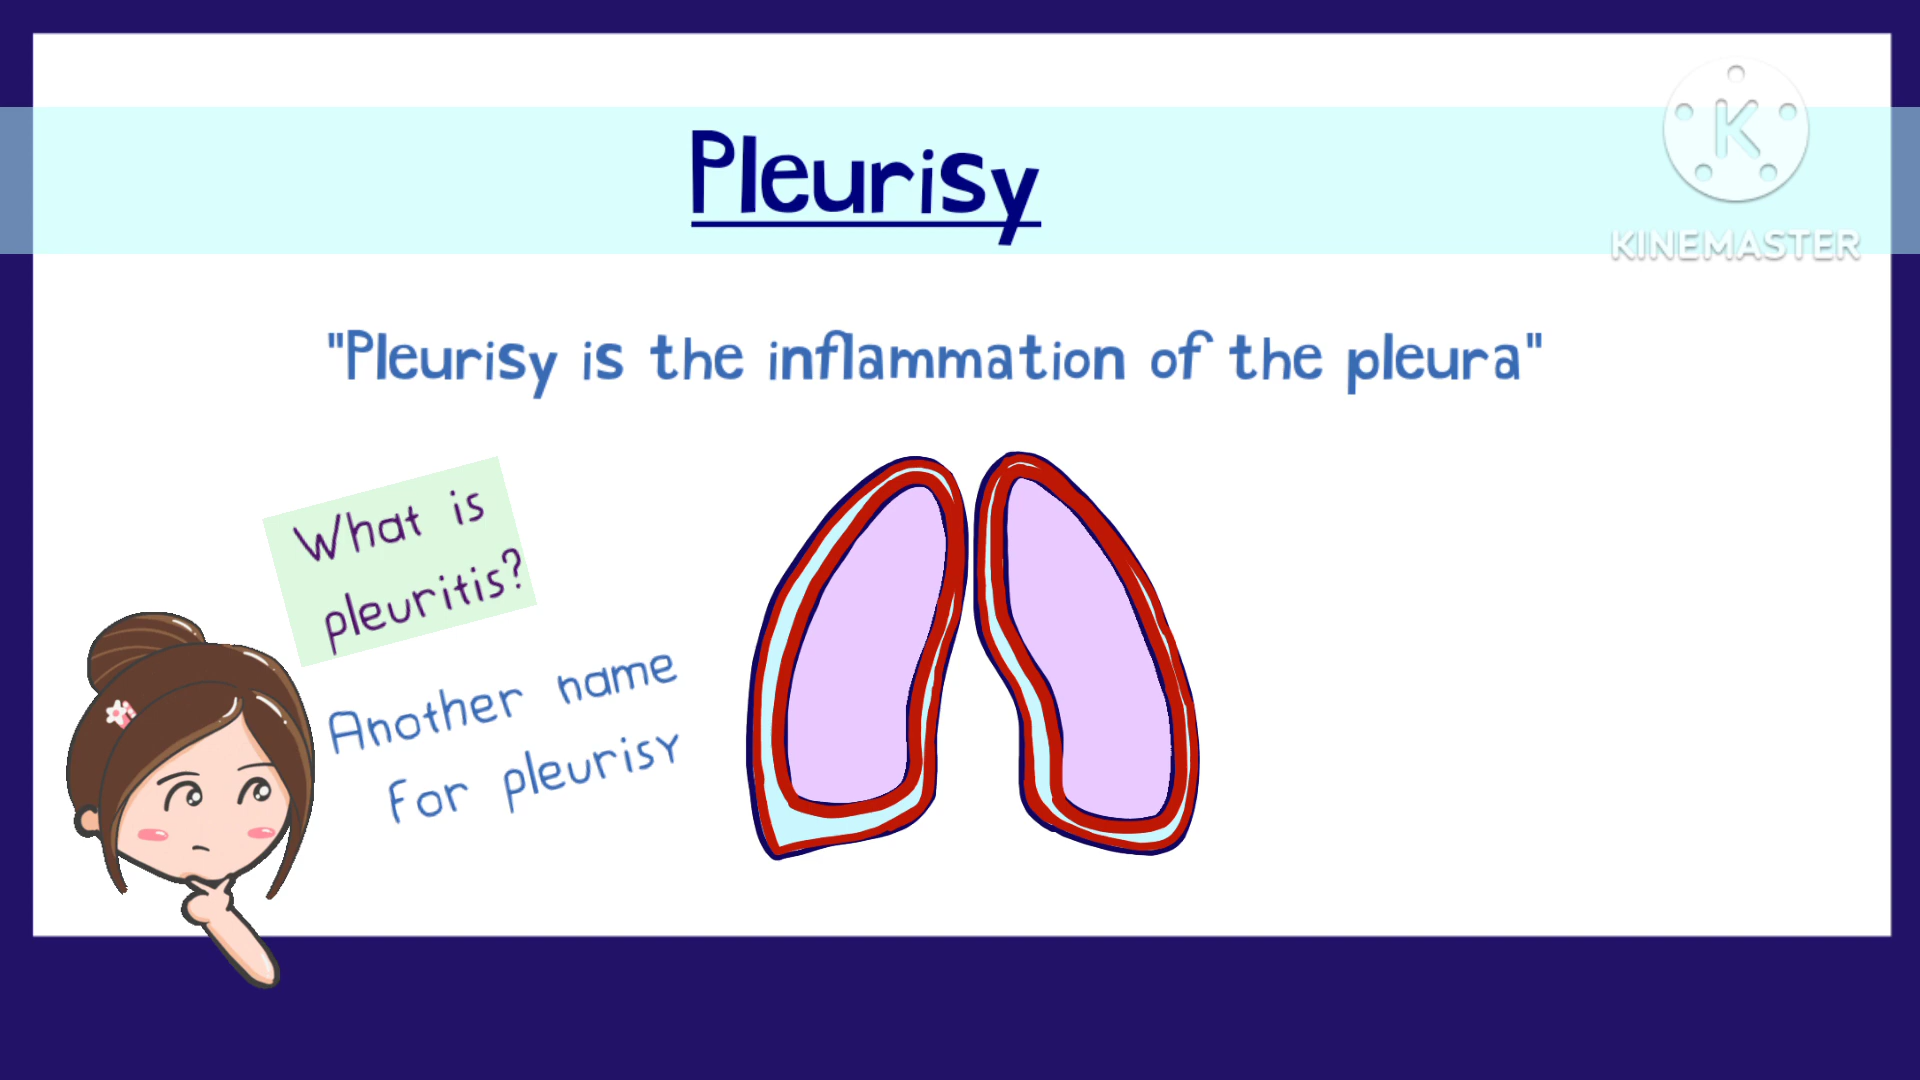 Pleurisy
K
KINEMASTER
"Pleurisy is the inflammation of the pleura"
What is
pleuritis?
Another name
for pleurisy